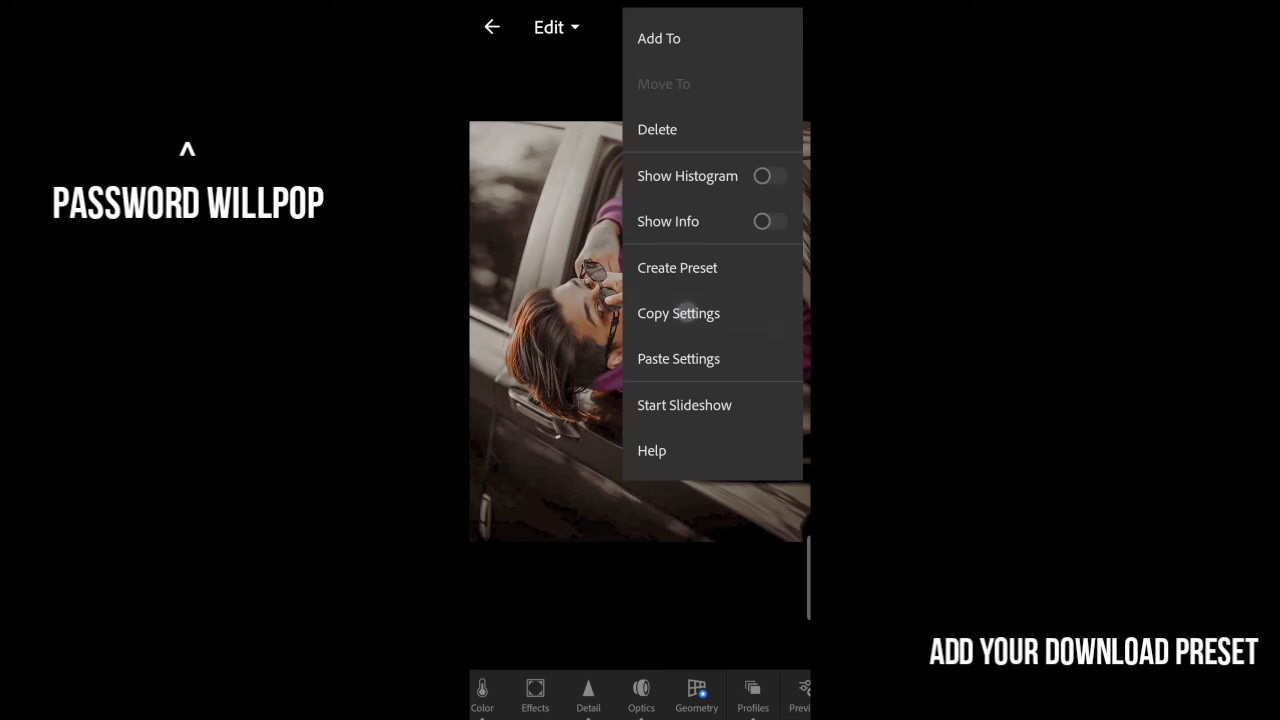 Edit
Add To
Move To
Delete
Show Histogram
Show Info
Create Preset
Copy Settings
Paste Settings
Start Slideshow
Help
^
PASSWORD WILLPOP
ADD YOUR DOWNLOAD PRESET
Color
Effects
Detail
Optics
Geometry
Profiles
Previ